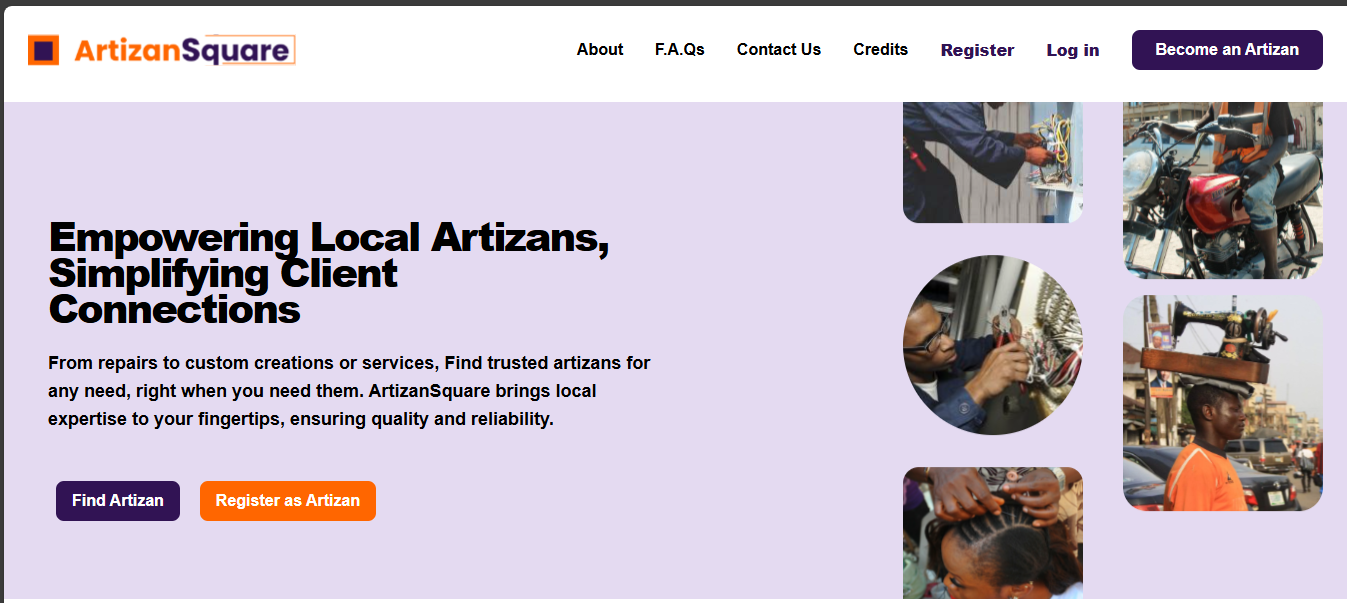 ArtizanSquare
About F.A.Qs Contact Us Credits Register Log in Become an Artizan
Empowering Local Artizans,
Simplifying Client
Connections
From repairs to custom creations or services, Find trusted artizans for
any need, right when you need them. ArtizanSquare brings local
expertise to your fingertips, ensuring quality and reliability.
Find Artizan Register as Artizan